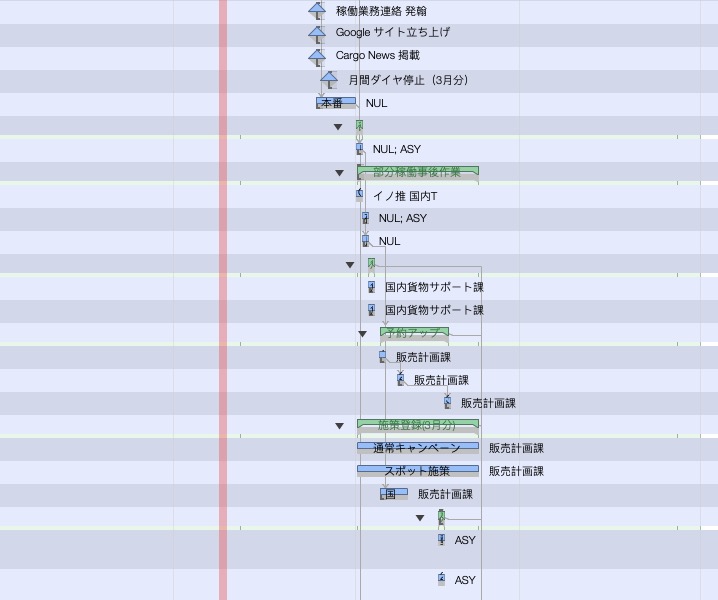 稼働業務連絡 発翰
Google サイト立ち上げ
Cargo News 掲載
月間ダイヤ停止（3月分）
本番 NUL
NUL; ASY
部分稼働事後作業
イノ推 国内T
NUL; ASY
NUL
国内貨物サポート課
国内貨物サポート課
予約アップ
販売計画課
販売計画課
販売計画課
施策登録(3月分)
通常キャンペーン 販売計画課
スポット施策 販売計画課
国 販売計画課
ASY
ASY